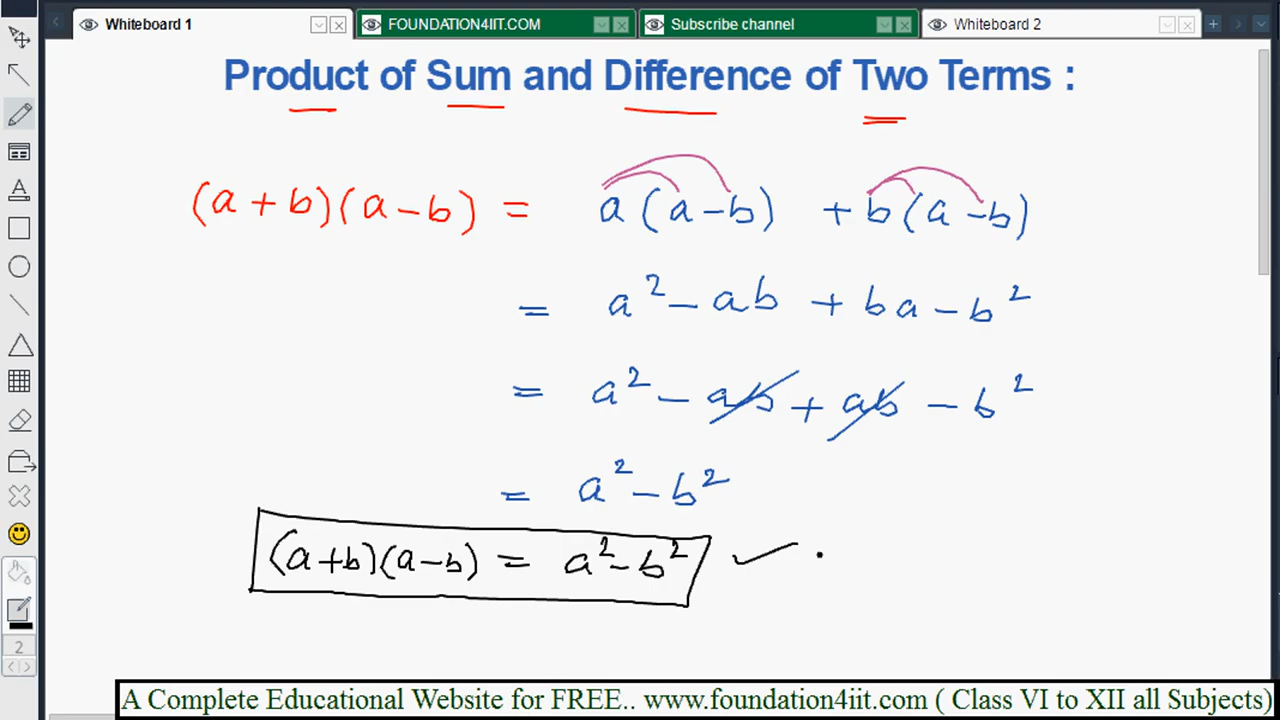 Whiteboard 1 FOUNDATION4IIT.COM Subscribe channel Whiteboard 2
Product of Sum and Difference of Two Terms :
(a + b)(a - b) = a(a - b) + b(a - b)
= a² - ab + ba - b²
= a² - ab + ab - b²
= a² - b²
(a+b)(a-b) = a² - b²
2
A Complete Educational Website for FREE.. www.foundation4iit.com ( Class VI to XII all Subjects)